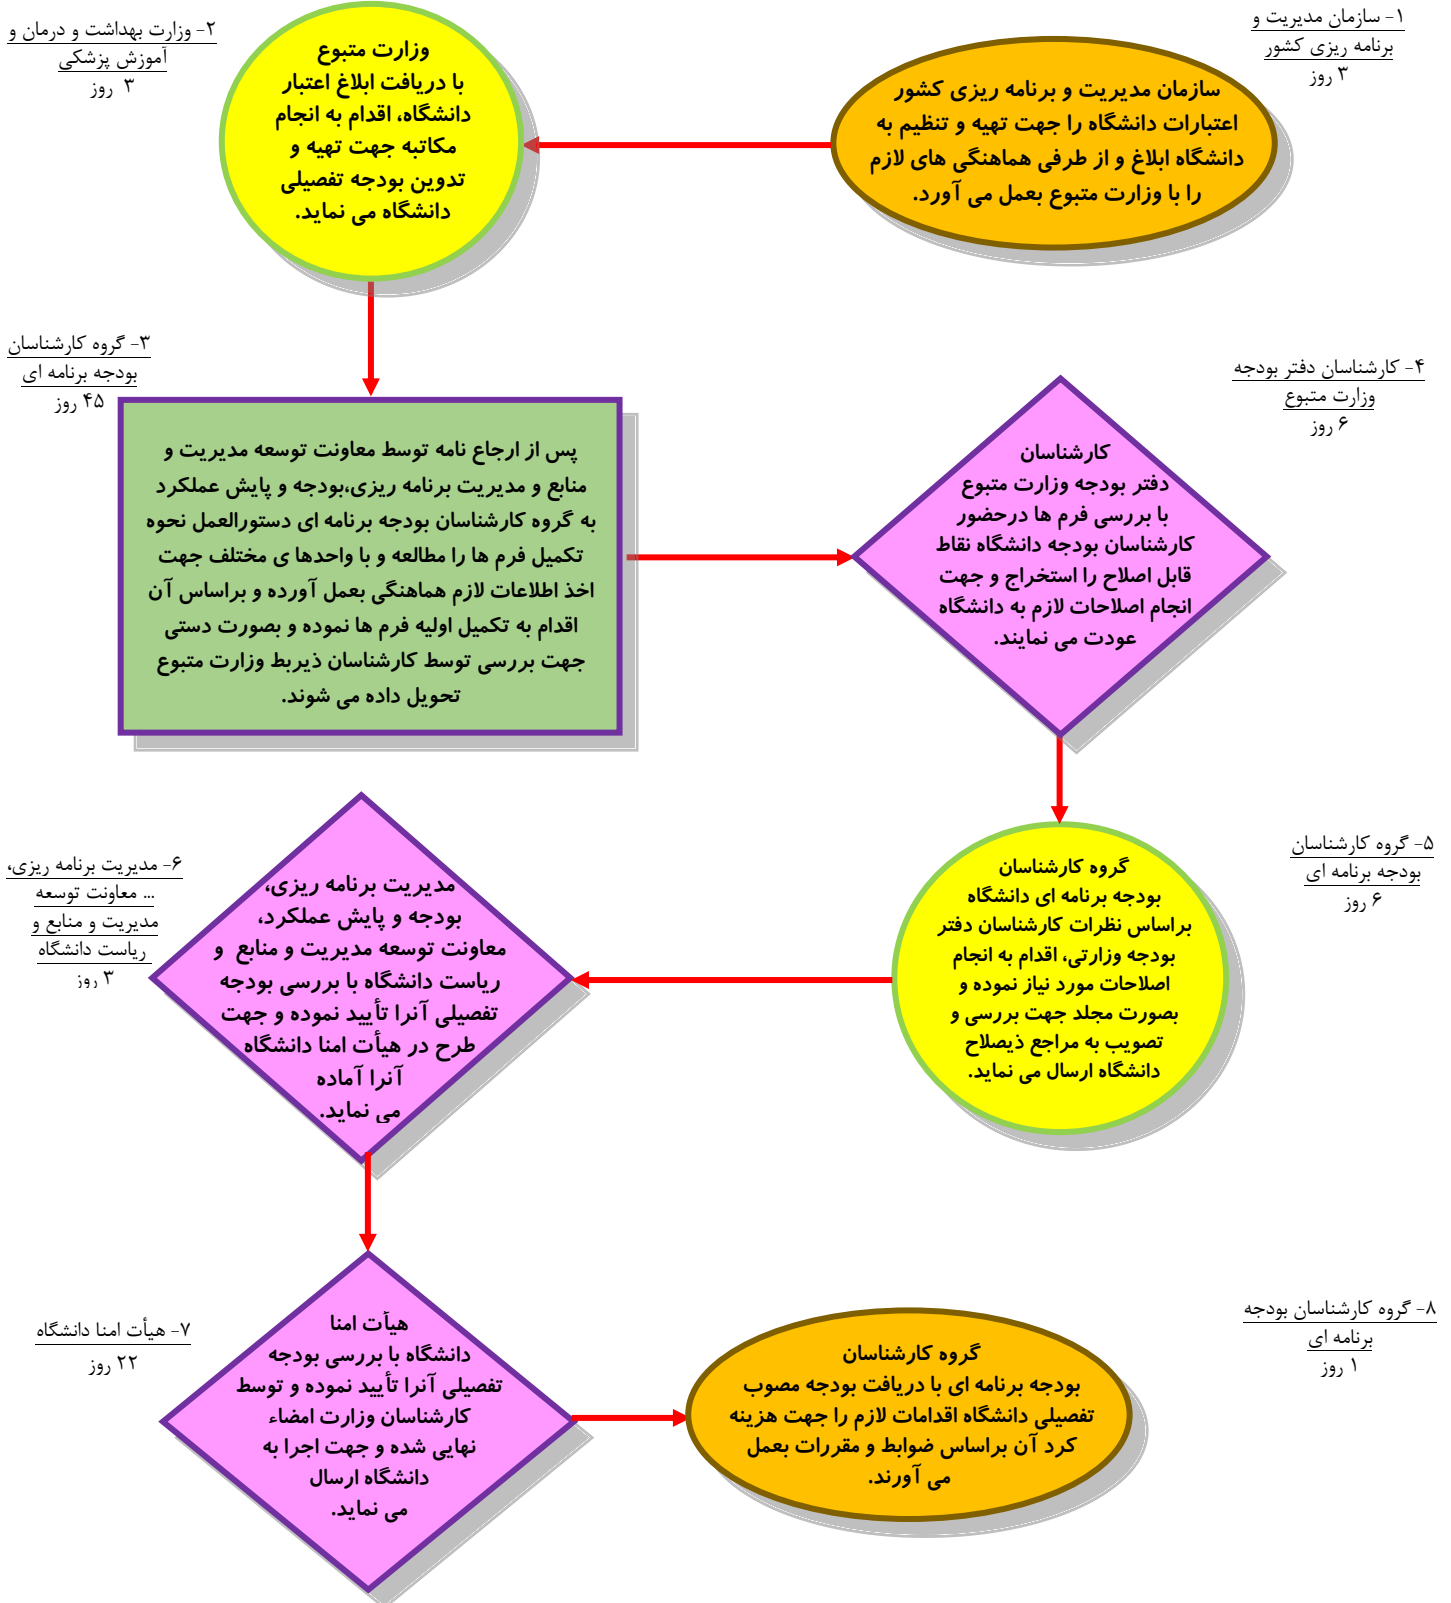 ۱- سازمان مدیریت و
برنامه ریزی کشور
۳ روز
سازمان مدیریت و برنامه ریزی کشور
اعتبارات دانشگاه را جهت تهیه و تنظیم به
دانشگاه ابلاغ و از طرفی هماهنگی های لازم
را با وزارت متبوع بعمل می آورد.
۲- وزارت بهداشت و درمان و
آموزش پزشکی
۳ روز
وزارت متبوع
با دریافت ابلاغ اعتبار
دانشگاه، اقدام به انجام
مکاتبه جهت تهیه و
تدوین بودجه تفصیلی
دانشگاه می نماید.
۳- گروه کارشناسان
بودجه برنامه ای
۴۵ روز
پس از ارجاع نامه توسط معاونت توسعه مدیریت و
منابع و مدیریت برنامه ریزی،بودجه و پایش عملکرد
به گروه کارشناسان بودجه برنامه ای دستورالعمل نحوه
تکمیل فرم ها را مطالعه و با واحدها ی مختلف جهت
اخذ اطلاعات لازم هماهنگی بعمل آورده و براساس آن
اقدام به تکمیل اولیه فرم ها نموده و بصورت دستی
جهت بررسی توسط کارشناسان ذیربط وزارت متبوع
تحویل داده می شوند.
۴- کارشناسان دفتر بودجه
وزارت متبوع
۶ روز
کارشناسان
دفتر بودجه وزارت متبوع
با بررسی فرم ها درحضور
کارشناسان بودجه دانشگاه نقاط
قابل اصلاح را استخراج و جهت
انجام اصلاحات لازم به دانشگاه
عودت می نمایند.
۵- گروه کارشناسان
بودجه برنامه ای
۶ روز
گروه کارشناسان
بودجه برنامه ای دانشگاه
براساس نظرات کارشناسان دفتر
بودجه وزارتی، اقدام به انجام
اصلاحات مورد نیاز نموده و
بصورت مجلد جهت بررسی و
تصویب به مراجع ذیصلاح
دانشگاه ارسال می نماید.
۶- مدیریت برنامه ریزی،
... معاونت توسعه
مدیریت و منابع و
ریاست دانشگاه
۳ روز
مدیریت برنامه ریزی،
بودجه و پایش عملکرد،
معاونت توسعه مدیریت و منابع و
ریاست دانشگاه با بررسی بودجه
تفصیلی آنرا تأیید نموده و جهت
طرح در هیأت امنا دانشگاه
آنرا آماده
می نماید.
۷- هیأت امنا دانشگاه
۲۲ روز
هیأت امنا
دانشگاه با بررسی بودجه
تفصیلی آنرا تأیید نموده و توسط
کارشناسان وزارت امضاء
نهایی شده و جهت اجرا به
دانشگاه ارسال
می نماید.
۸- گروه کارشناسان بودجه
برنامه ای
۱ روز
گروه کارشناسان
بودجه برنامه ای با دریافت بودجه مصوب
تفصیلی دانشگاه اقدامات لازم را جهت هزینه
کرد آن براساس ضوابط و مقررات بعمل
می آورند.